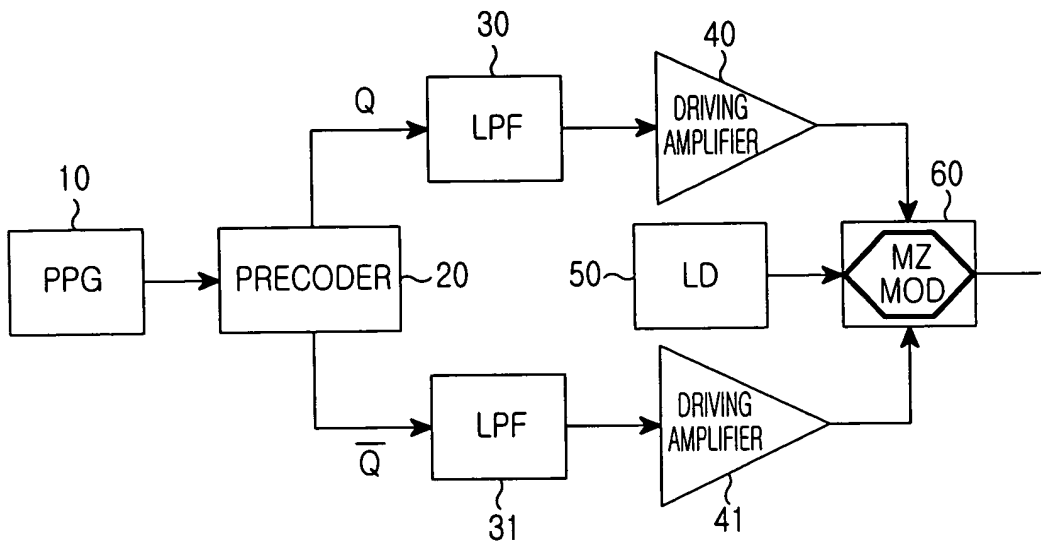 30
40
Q
LPF
DRIVING
AMPLIFIER
10
60
PPG
PRECODER
20
50
LD
MZ
MOD
Q̅
LPF
DRIVING
AMPLIFIER
31
41